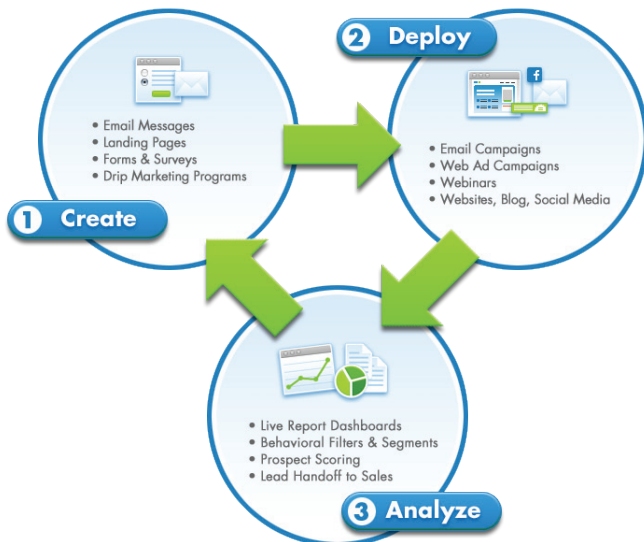 1 Create
• Email Messages
• Landing Pages
• Forms & Surveys
• Drip Marketing Programs
2 Deploy
f
• Email Campaigns
• Web Ad Campaigns
• Webinars
• Websites, Blog, Social Media
3 Analyze
• Live Report Dashboards
• Behavioral Filters & Segments
• Prospect Scoring
• Lead Handoff to Sales